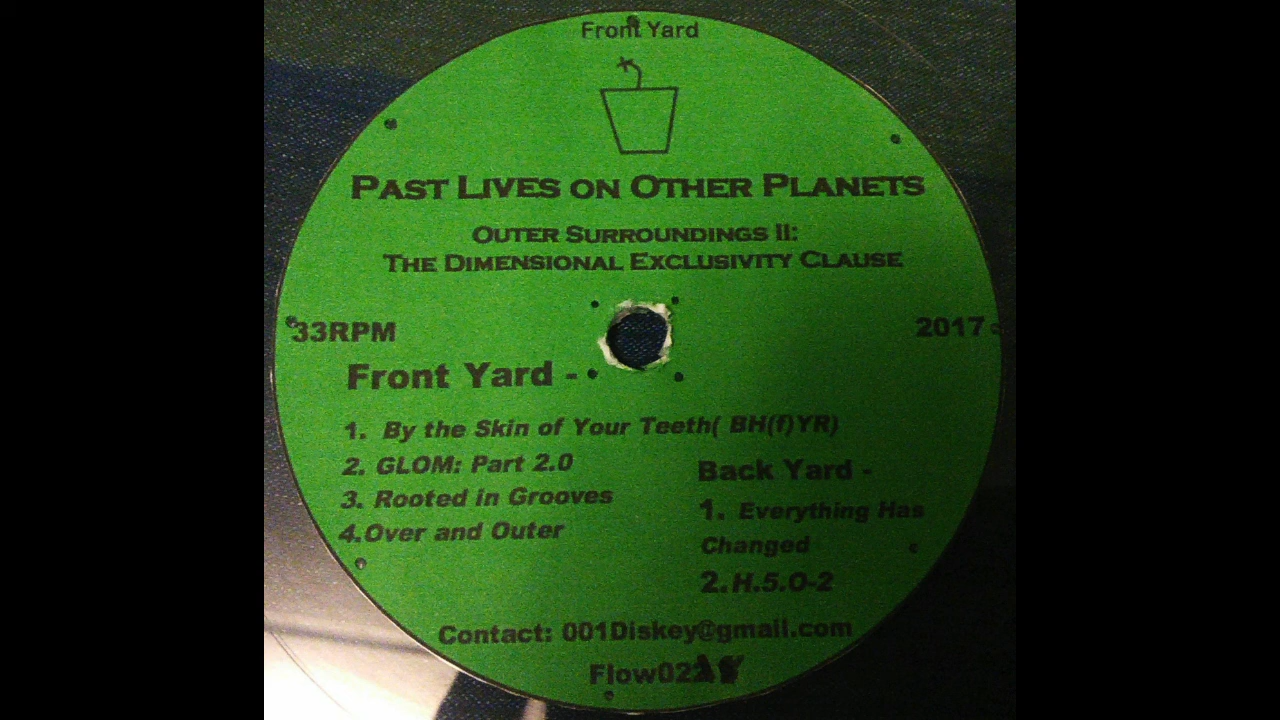 Front Yard
PAST LIVES ON OTHER PLANETS
OUTER SURROUNDINGS II:
THE DIMENSIONAL EXCLUSIVITY CLAUSE
33RPM
2017
Front Yard -
1. By the Skin of Your Teeth( BH(f)YR)
2. GLOM: Part 2.0
3. Rooted in Grooves
4.Over and Outer
Back Yard -
1. Everything Has
Changed
2.H.5.O-2
Contact: 001Diskey@gmail.com